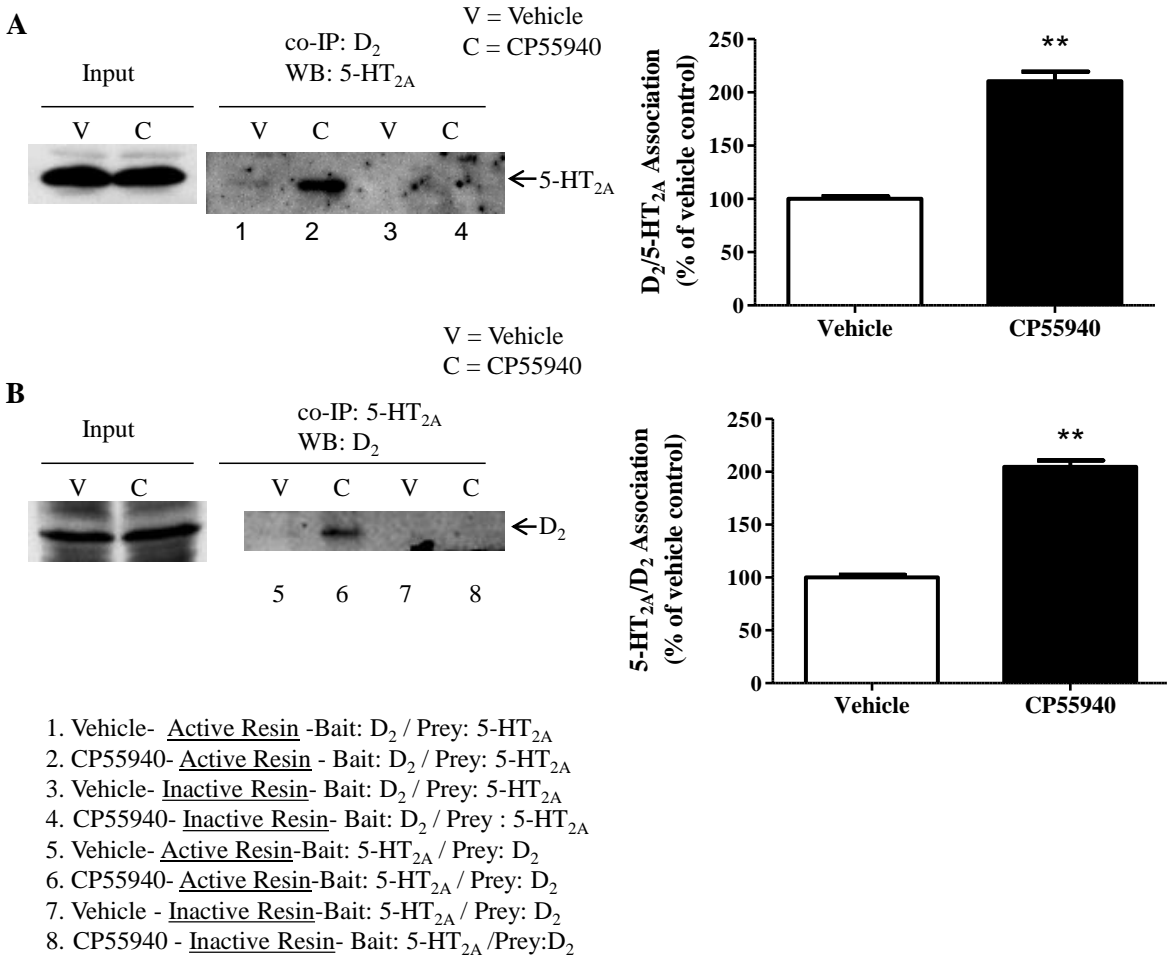 A
V = Vehicle
C = CP55940
co-IP: D2
WB: 5-HT2A
Input
V C V C V C
←5-HT2A
1 2 3 4
D2/5-HT2A Association
(% of vehicle control)
250
200
150
100
50
0
**
Vehicle CP55940
V = Vehicle
C = CP55940
B
co-IP: 5-HT2A
WB: D2
Input
V C V C V C
←D2
5 6 7 8
5-HT2A/D2 Association
(% of vehicle control)
250
200
150
100
50
0
**
Vehicle CP55940
1. Vehicle- Active Resin -Bait: D2 / Prey: 5-HT2A
2. CP55940- Active Resin - Bait: D2 / Prey: 5-HT2A
3. Vehicle- Inactive Resin- Bait: D2 / Prey: 5-HT2A
4. CP55940- Inactive Resin- Bait: D2 / Prey : 5-HT2A
5. Vehicle- Active Resin-Bait: 5-HT2A / Prey: D2
6. CP55940- Active Resin-Bait: 5-HT2A / Prey: D2
7. Vehicle - Inactive Resin-Bait: 5-HT2A / Prey: D2
8. CP55940 - Inactive Resin- Bait: 5-HT2A /Prey:D2